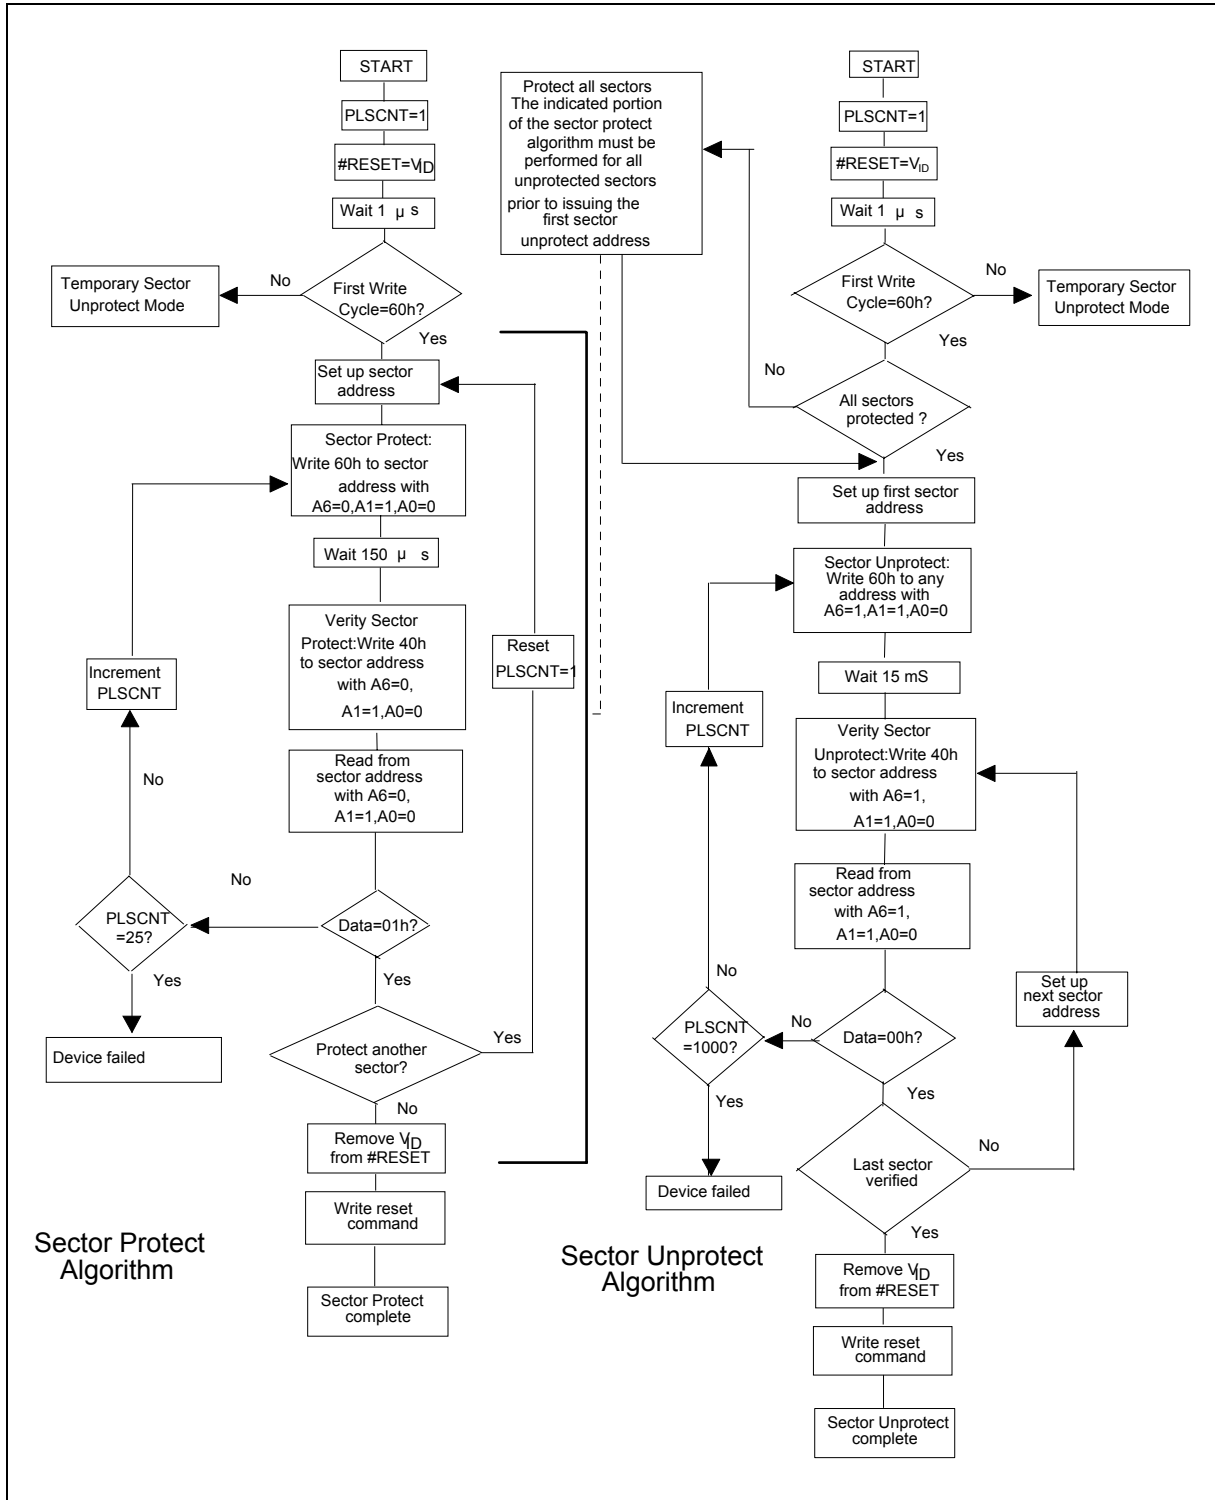 START
PLSCNT=1
#RESET=VID
Wait 1 μ s
First Write
Cycle=60h?
No
Temporary Sector
Unprotect Mode
Yes
Set up sector
address
Sector Protect:
Write 60h to sector
address with
A6=0,A1=1,A0=0
Wait 150 μ s
Verity Sector
Protect:Write 40h
to sector address
with A6=0,
A1=1,A0=0
Reset
PLSCNT=1
Increment
PLSCNT
Read from
sector address
with A6=0,
A1=1,A0=0
No
No
PLSCNT
=25?
Data=01h?
Yes
Yes
Device failed
Protect another
sector?
Yes
No
Remove VID
from #RESET
Write reset
command
Sector Protect
complete
Sector Protect
Algorithm
Protect all sectors
The indicated portion
of the sector protect
algorithm must be
performed for all
unprotected sectors
prior to issuing the
first sector
unprotect address
START
PLSCNT=1
#RESET=VID
Wait 1 μ s
First Write
Cycle=60h?
No
Temporary Sector
Unprotect Mode
Yes
No
All sectors
protected ?
Yes
Set up first sector
address
Sector Unprotect:
Write 60h to any
address with
A6=1,A1=1,A0=0
Wait 15 mS
Increment
PLSCNT
Verity Sector
Unprotect:Write 40h
to sector address
with A6=1,
A1=1,A0=0
Read from
sector address
with A6=1,
A1=1,A0=0
No
Set up
next sector
address
PLSCNT
=1000?
No
Data=00h?
Yes
Yes
Device failed
Last sector
verified
No
Yes
Remove VID
from #RESET
Write reset
command
Sector Unprotect
complete
Sector Unprotect
Algorithm